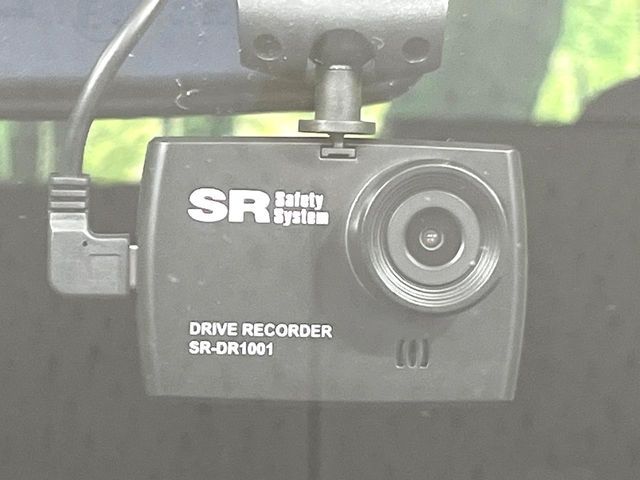 SR Safety System
DRIVE RECORDER
SR-DR1001